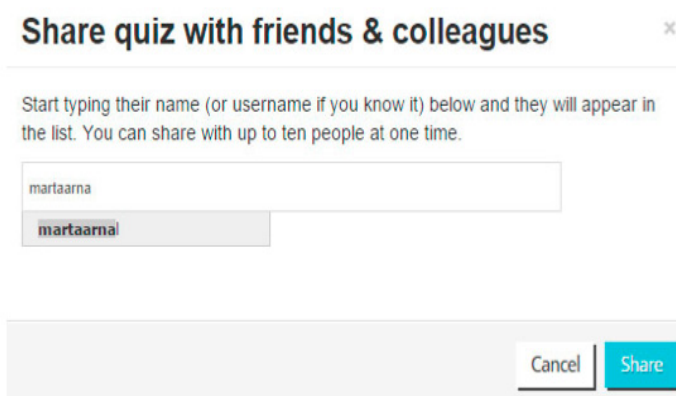 Share quiz with friends & colleagues ×
Start typing their name (or username if you know it) below and they will appear in
the list. You can share with up to ten people at one time.
martaarna
martaarnal
Cancel Share